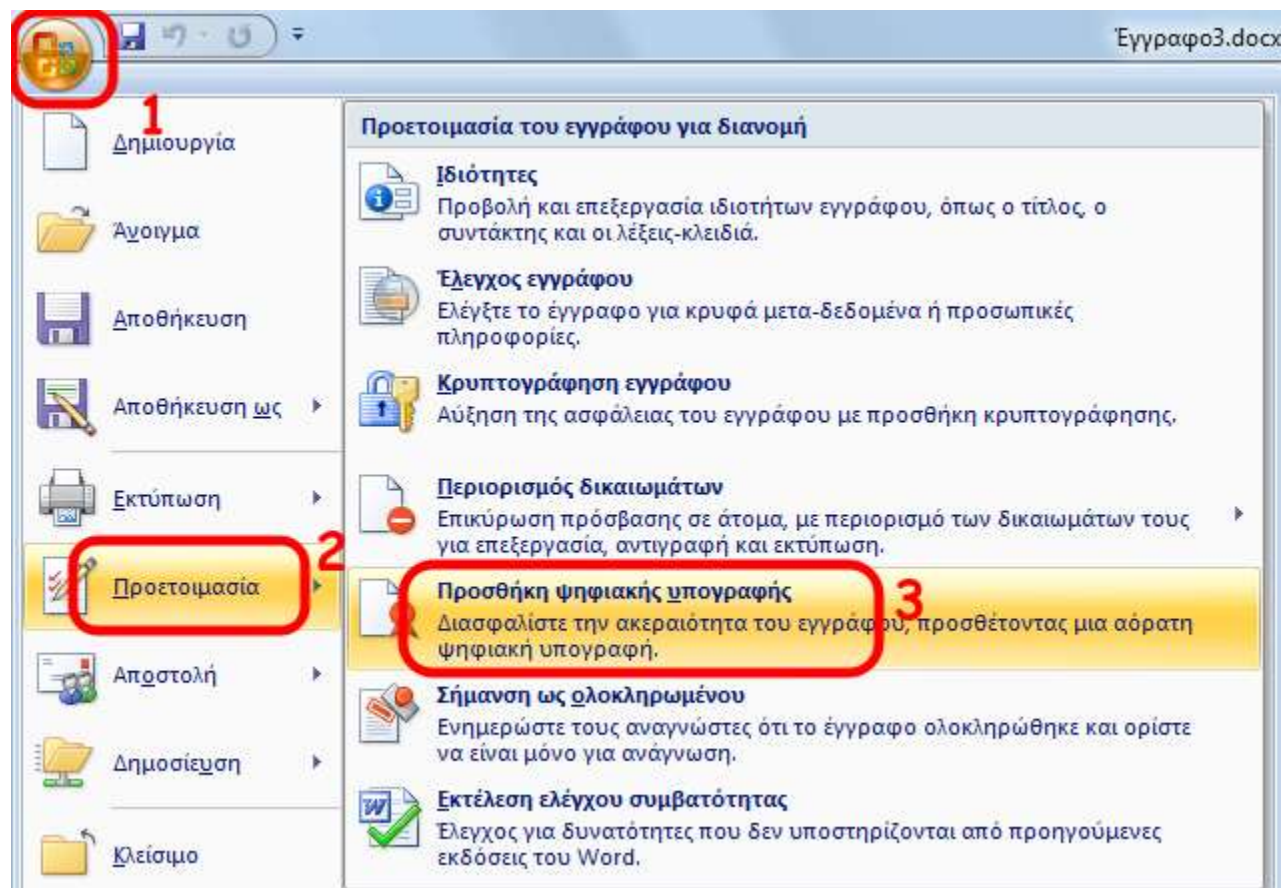 Έγγραφο3.docx
1
Δημιουργία
Άνοιγμα
Αποθήκευση
Αποθήκευση ως
Εκτύπωση
2
Προετοιμασία
Αποστολή
Δημοσίευση
Κλείσιμο
Προετοιμασία του εγγράφου για διανομή
Ιδιότητες
Προβολή και επεξεργασία ιδιοτήτων εγγράφου, όπως ο τίτλος, ο
συντάκτης και οι λέξεις-κλειδιά.
Έλεγχος εγγράφου
Ελέγξτε το έγγραφο για κρυφά μετα-δεδομένα ή προσωπικές
πληροφορίες.
Κρυπτογράφηση εγγράφου
Αύξηση της ασφάλειας του εγγράφου με προσθήκη κρυπτογράφησης.
Περιορισμός δικαιωμάτων
Επικύρωση πρόσβασης σε άτομα, με περιορισμό των δικαιωμάτων τους
για επεξεργασία, αντιγραφή και εκτύπωση.
Προσθήκη ψηφιακής υπογραφής
3
Διασφαλίστε την ακεραιότητα του εγγράφου, προσθέτοντας μια αόρατη
ψηφιακή υπογραφή.
Σήμανση ως ολοκληρωμένου
Ενημερώστε τους αναγνώστες ότι το έγγραφο ολοκληρώθηκε και ορίστε
να είναι μόνο για ανάγνωση.
Εκτέλεση ελέγχου συμβατότητας
Έλεγχος για δυνατότητες που δεν υποστηρίζονται από προηγούμενες
εκδόσεις του Word.